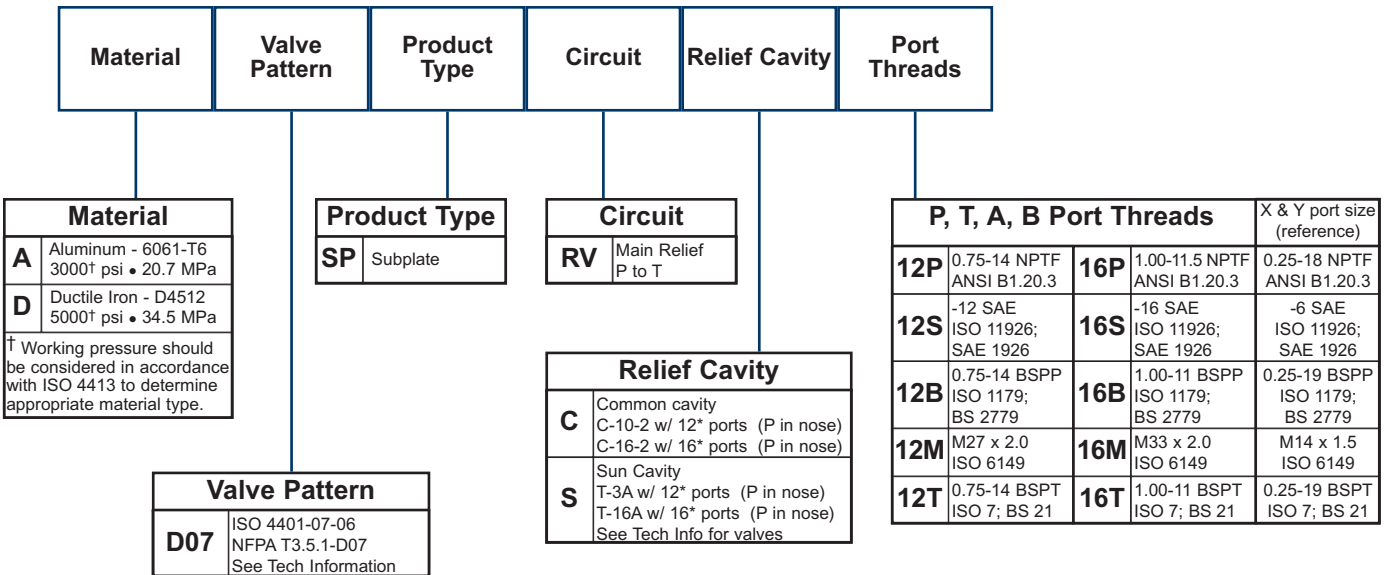 Material
Valve
Pattern
Product
Type
Circuit
Relief Cavity
Port
Threads
Material
A
Aluminum - 6061-T6
3000† psi • 20.7 MPa
D
Ductile Iron - D4512
5000† psi • 34.5 MPa
† Working pressure should
be considered in accordance
with ISO 4413 to determine
appropriate material type.
Valve Pattern
D07
ISO 4401-07-06
NFPA T3.5.1-D07
See Tech Information
Product Type
SP
Subplate
Circuit
RV
Main Relief
P to T
Relief Cavity
C
Common cavity
C-10-2 w/ 12* ports (P in nose)
C-16-2 w/ 16* ports (P in nose)
S
Sun Cavity
T-3A w/ 12* ports (P in nose)
T-16A w/ 16* ports (P in nose)
See Tech Info for valves
P, T, A, B Port Threads
X & Y port size
(reference)
12P
0.75-14 NPTF
ANSI B1.20.3
16P
1.00-11.5 NPTF
ANSI B1.20.3
0.25-18 NPTF
ANSI B1.20.3
12S
-12 SAE
ISO 11926;
SAE 1926
16S
-16 SAE
ISO 11926;
SAE 1926
-6 SAE
ISO 11926;
SAE 1926
12B
0.75-14 BSPP
ISO 1179;
BS 2779
16B
1.00-11 BSPP
ISO 1179;
BS 2779
0.25-19 BSPP
ISO 1179;
BS 2779
12M
M27 x 2.0
ISO 6149
16M
M33 x 2.0
ISO 6149
M14 x 1.5
ISO 6149
12T
0.75-14 BSPT
ISO 7; BS 21
16T
1.00-11 BSPT
ISO 7; BS 21
0.25-19 BSPT
ISO 7; BS 21